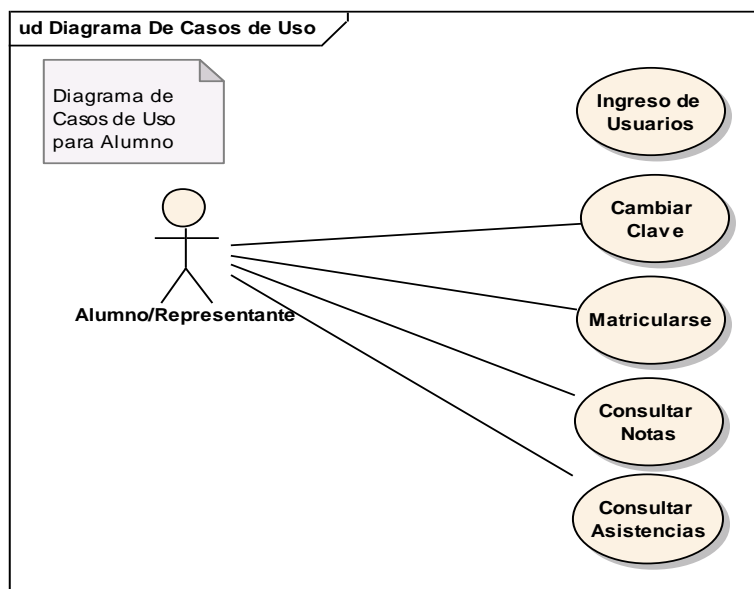 ud Diagrama De Casos de Uso
Diagrama de
Casos de Uso
para Alumno
Ingreso de
Usuarios
Cambiar
Clave
Alumno/Representante
Matricularse
Consultar
Notas
Consultar
Asistencias